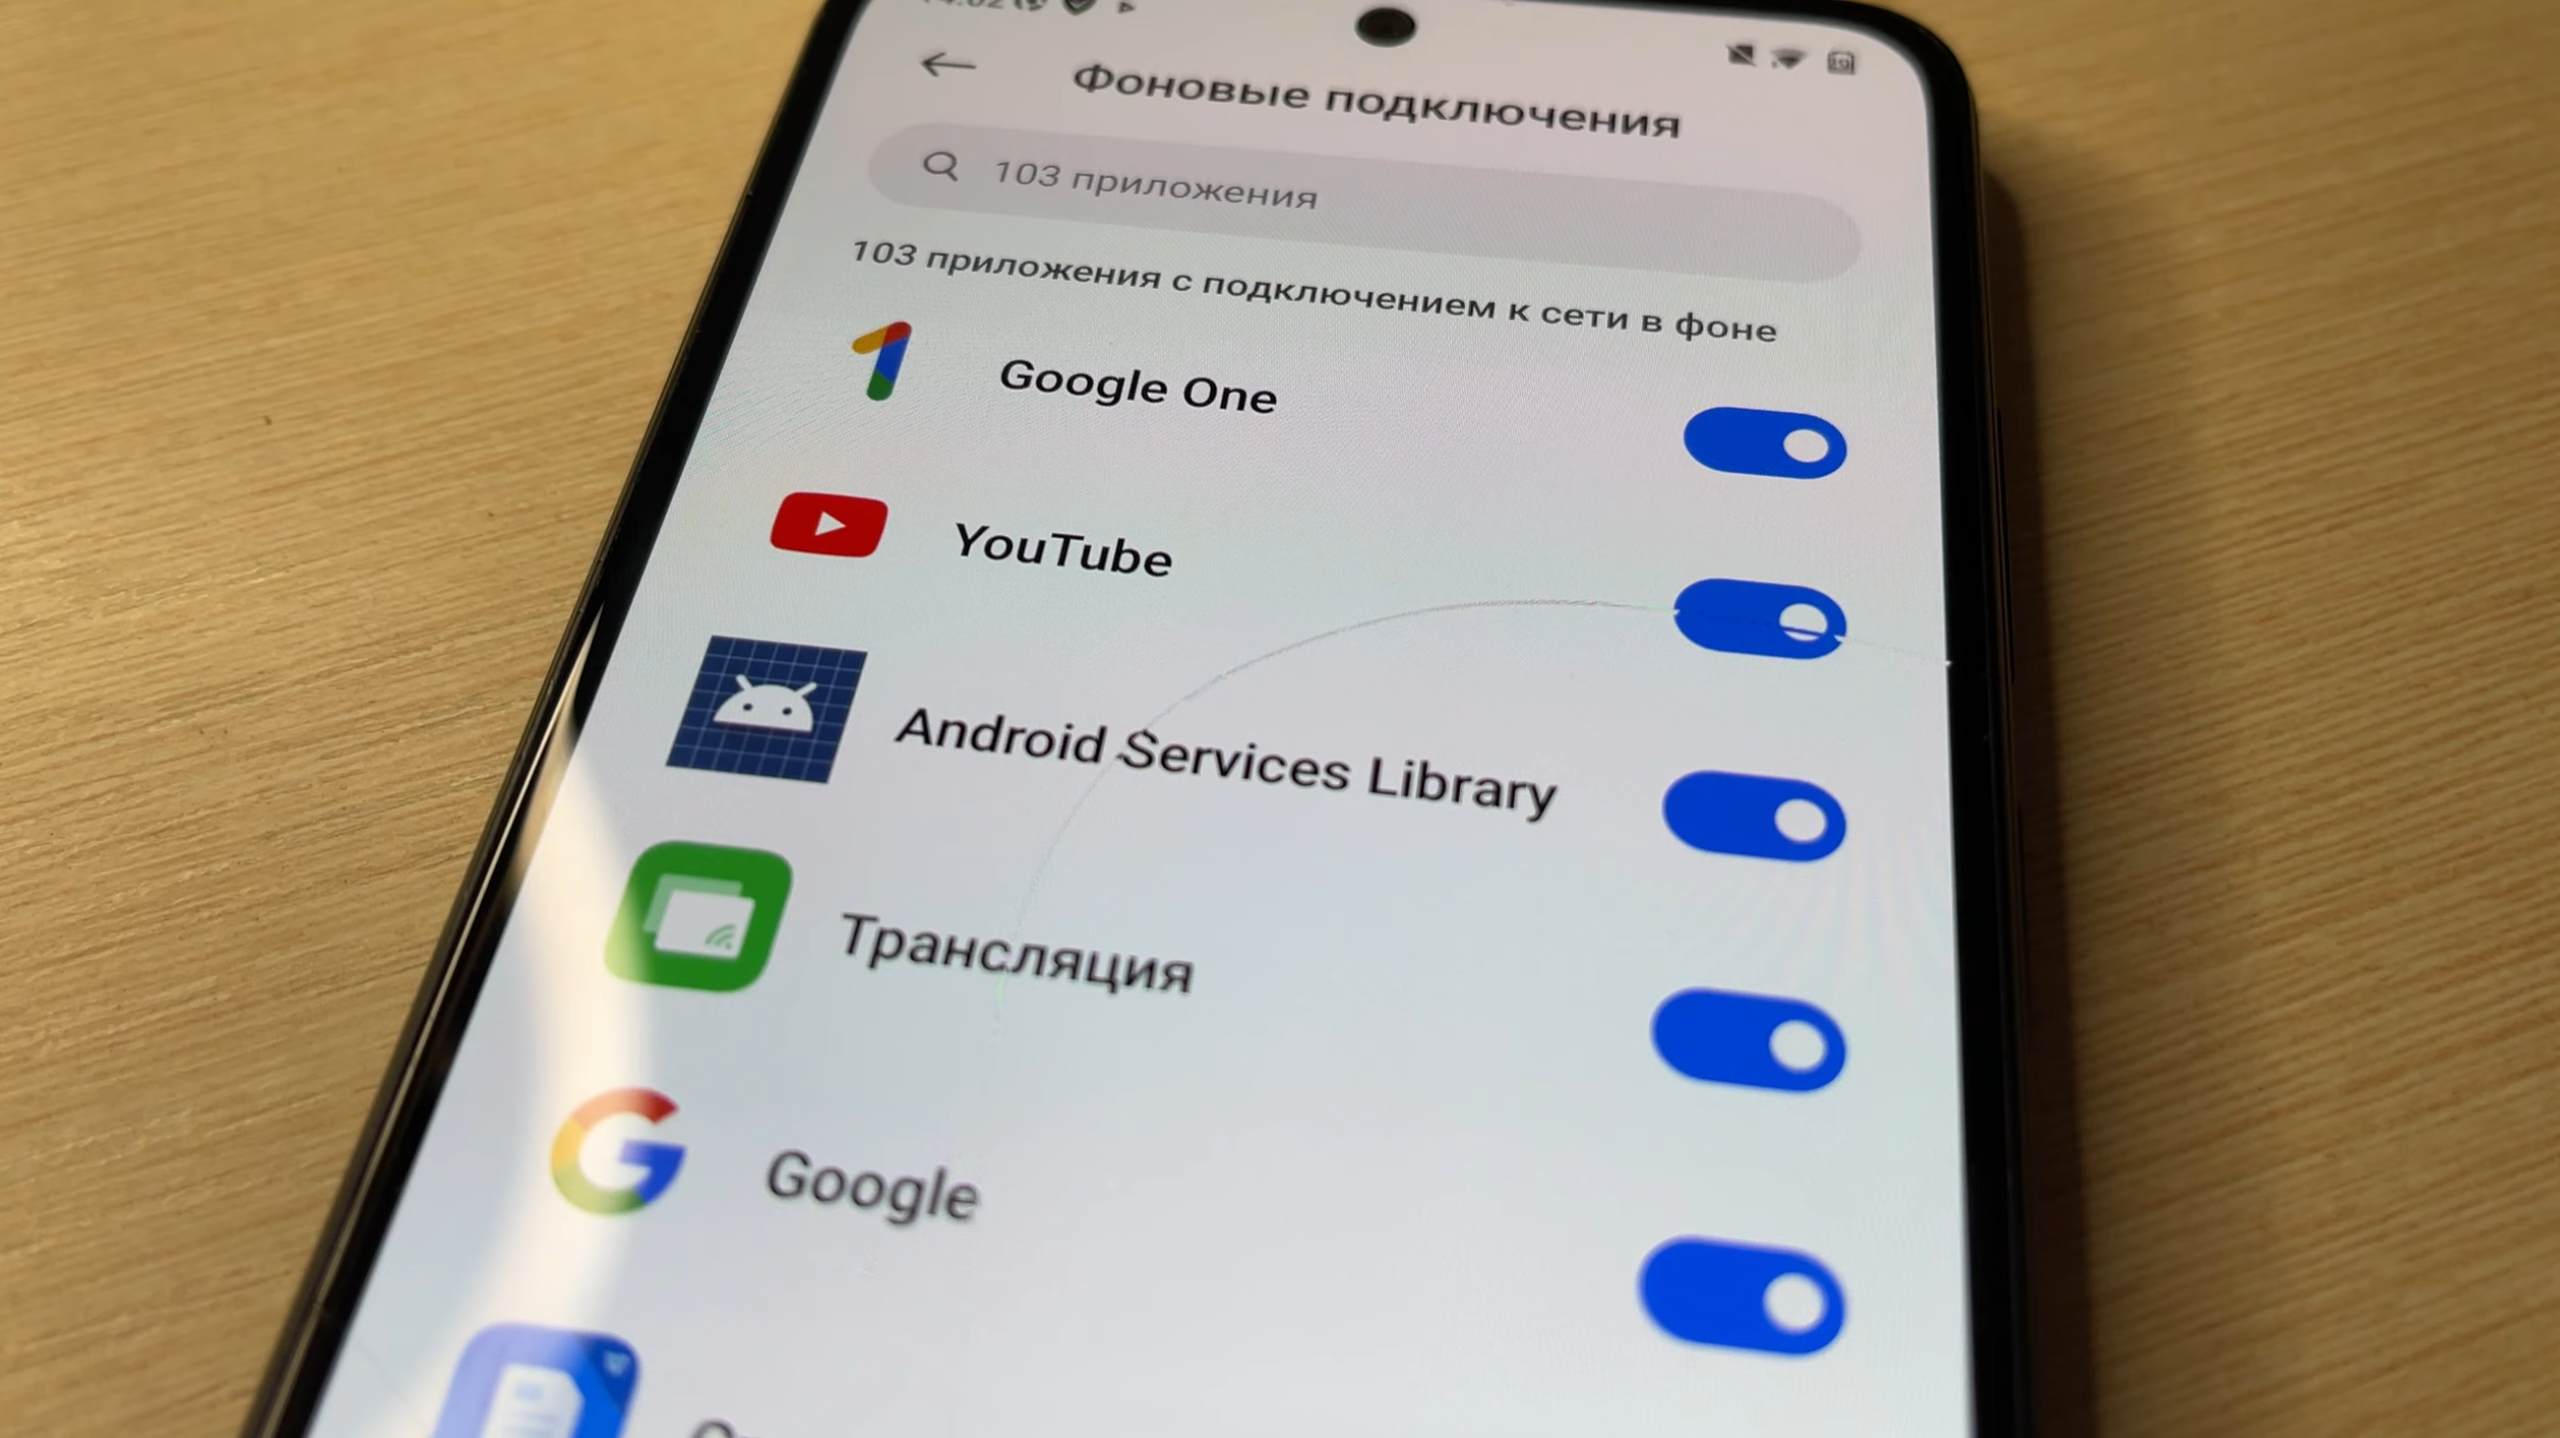 Фоновые подключения
103 приложения
103 приложения с подключением к сети в фоне
Google One
YouTube
Android Services Library
Трансляция
Google